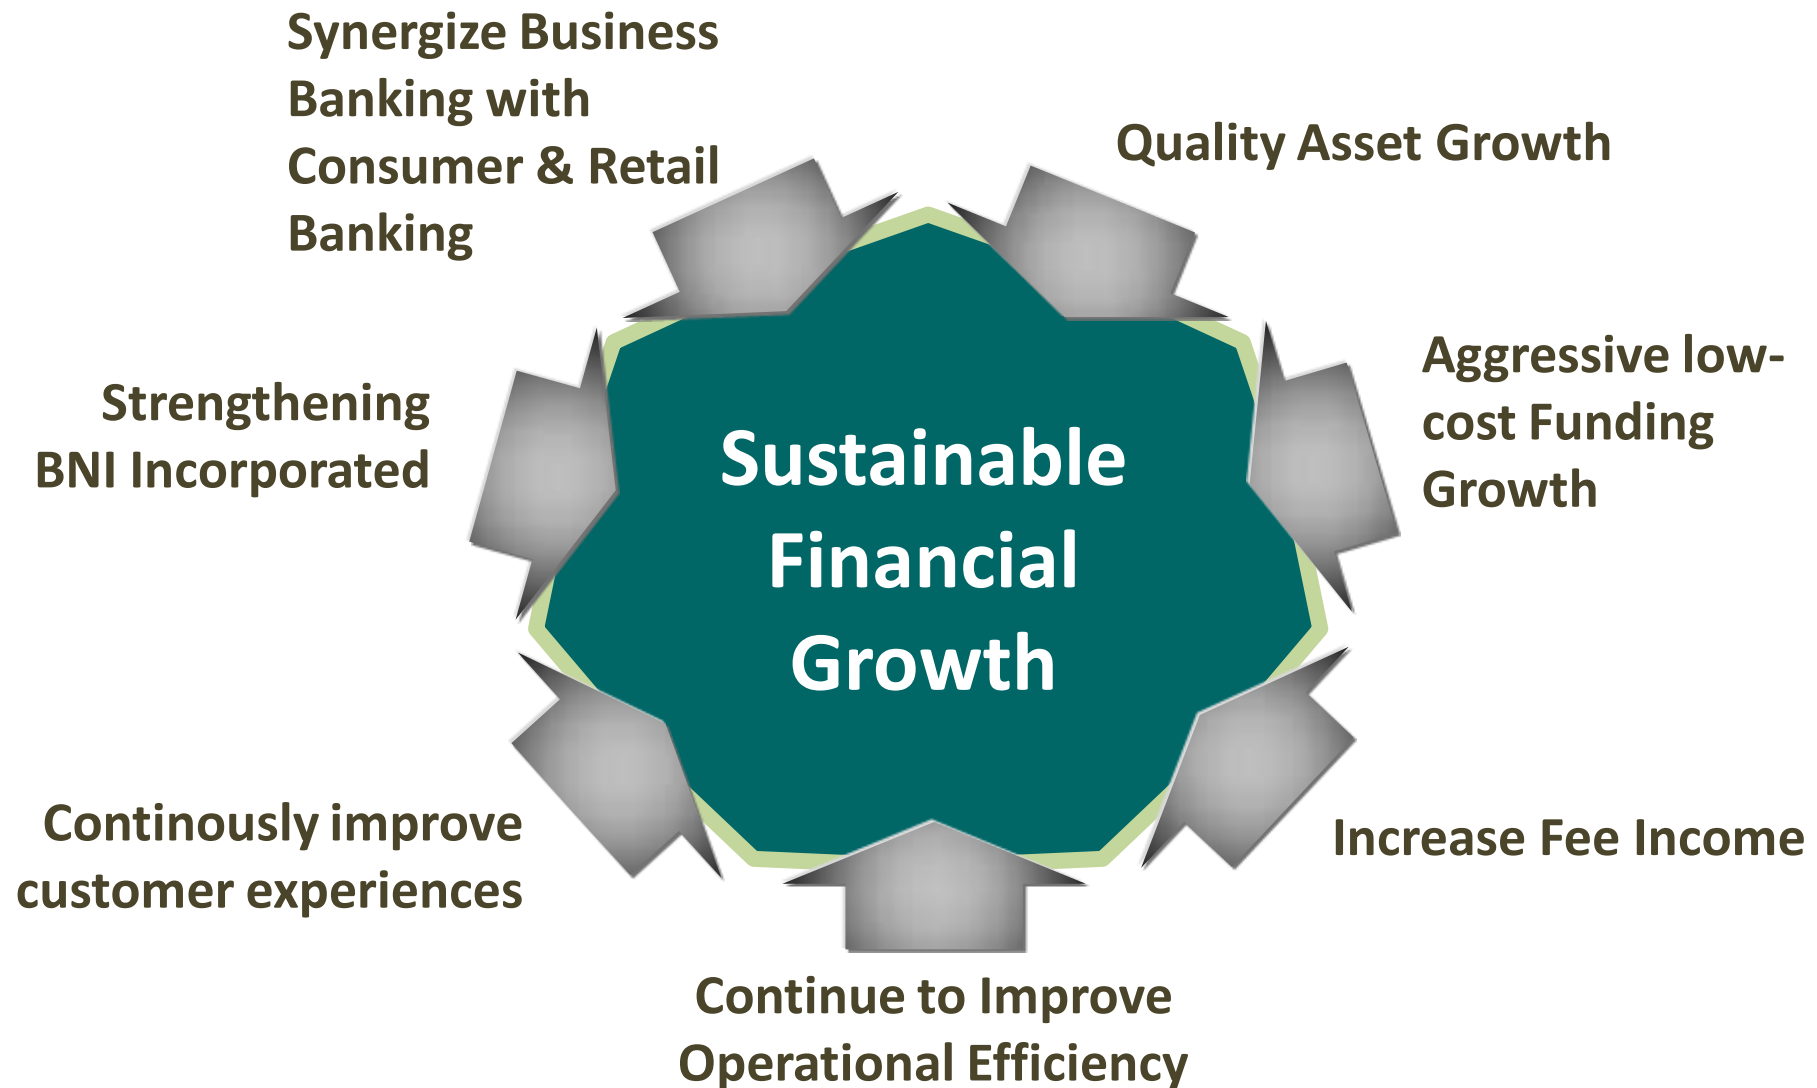 Synergize Business
Banking with
Consumer & Retail
Banking
Quality Asset Growth
Aggressive low-
cost Funding
Growth
Strengthening
BNI Incorporated
Sustainable
Financial
Growth
Continously improve
customer experiences
Increase Fee Income
Continue to Improve
Operational Efficiency